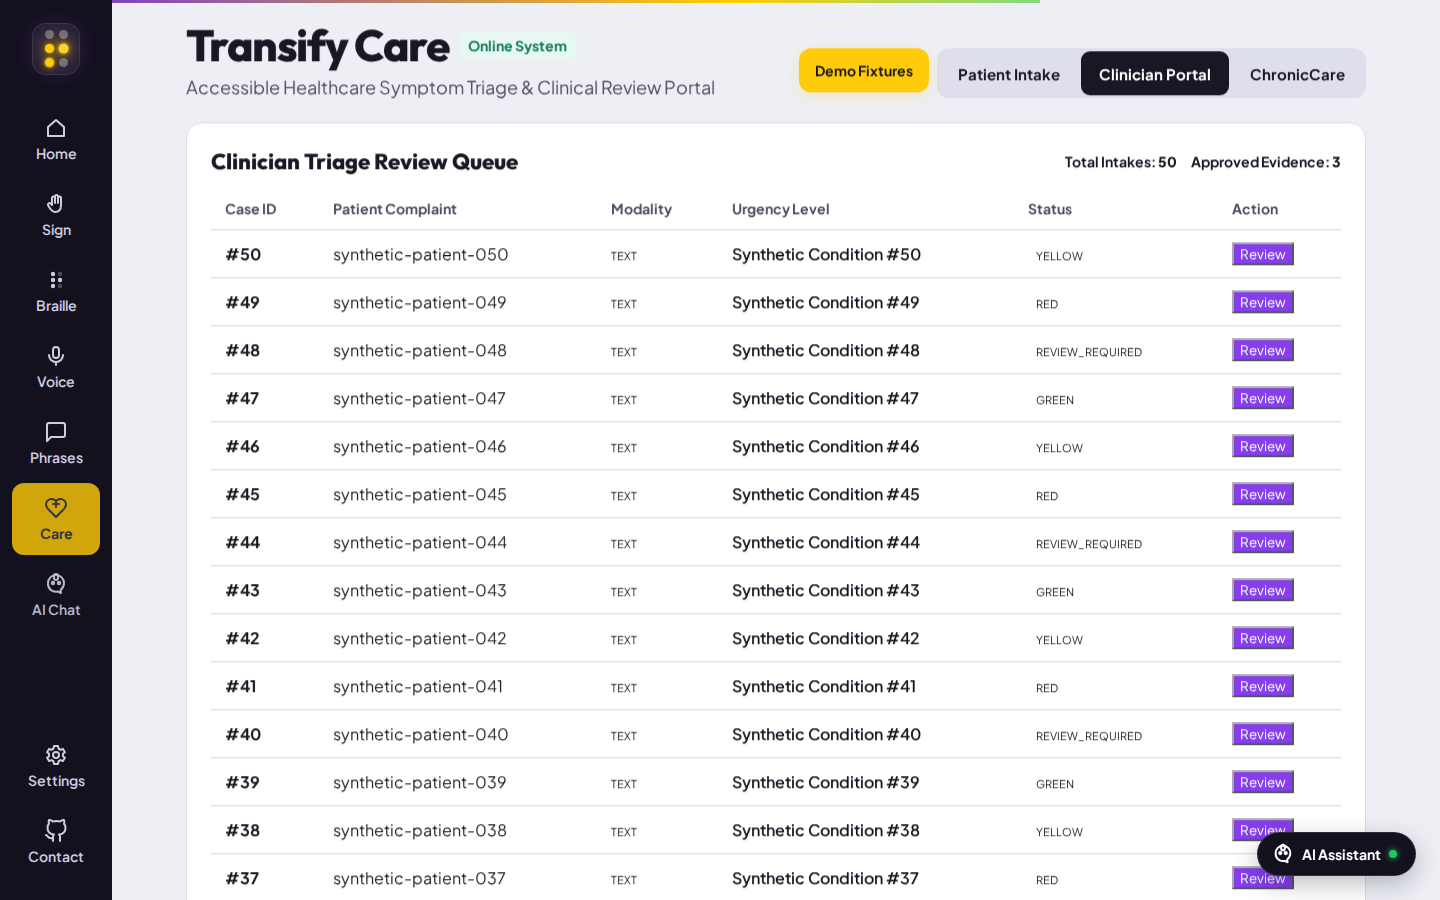 Home
Sign
Braille
Voice
Phrases
Care
AI Chat
Settings
Contact
Transify Care
Online System
Accessible Healthcare Symptom Triage & Clinical Review Portal
Demo Fixtures
Patient Intake
Clinician Portal
ChronicCare
Clinician Triage Review Queue
Total Intakes: 50 Approved Evidence: 3
Case ID Patient Complaint Modality Urgency Level Status Action
#50 synthetic-patient-050 TEXT Synthetic Condition #50 YELLOW Review
#49 synthetic-patient-049 TEXT Synthetic Condition #49 RED Review
#48 synthetic-patient-048 TEXT Synthetic Condition #48 REVIEW_REQUIRED Review
#47 synthetic-patient-047 TEXT Synthetic Condition #47 GREEN Review
#46 synthetic-patient-046 TEXT Synthetic Condition #46 YELLOW Review
#45 synthetic-patient-045 TEXT Synthetic Condition #45 RED Review
#44 synthetic-patient-044 TEXT Synthetic Condition #44 REVIEW_REQUIRED Review
#43 synthetic-patient-043 TEXT Synthetic Condition #43 GREEN Review
#42 synthetic-patient-042 TEXT Synthetic Condition #42 YELLOW Review
#41 synthetic-patient-041 TEXT Synthetic Condition #41 RED Review
#40 synthetic-patient-040 TEXT Synthetic Condition #40 REVIEW_REQUIRED Review
#39 synthetic-patient-039 TEXT Synthetic Condition #39 GREEN Review
#38 synthetic-patient-038 TEXT Synthetic Condition #38 YELLOW Review
AI Assistant
#37 synthetic-patient-037 TEXT Synthetic Condition #37 RED Review